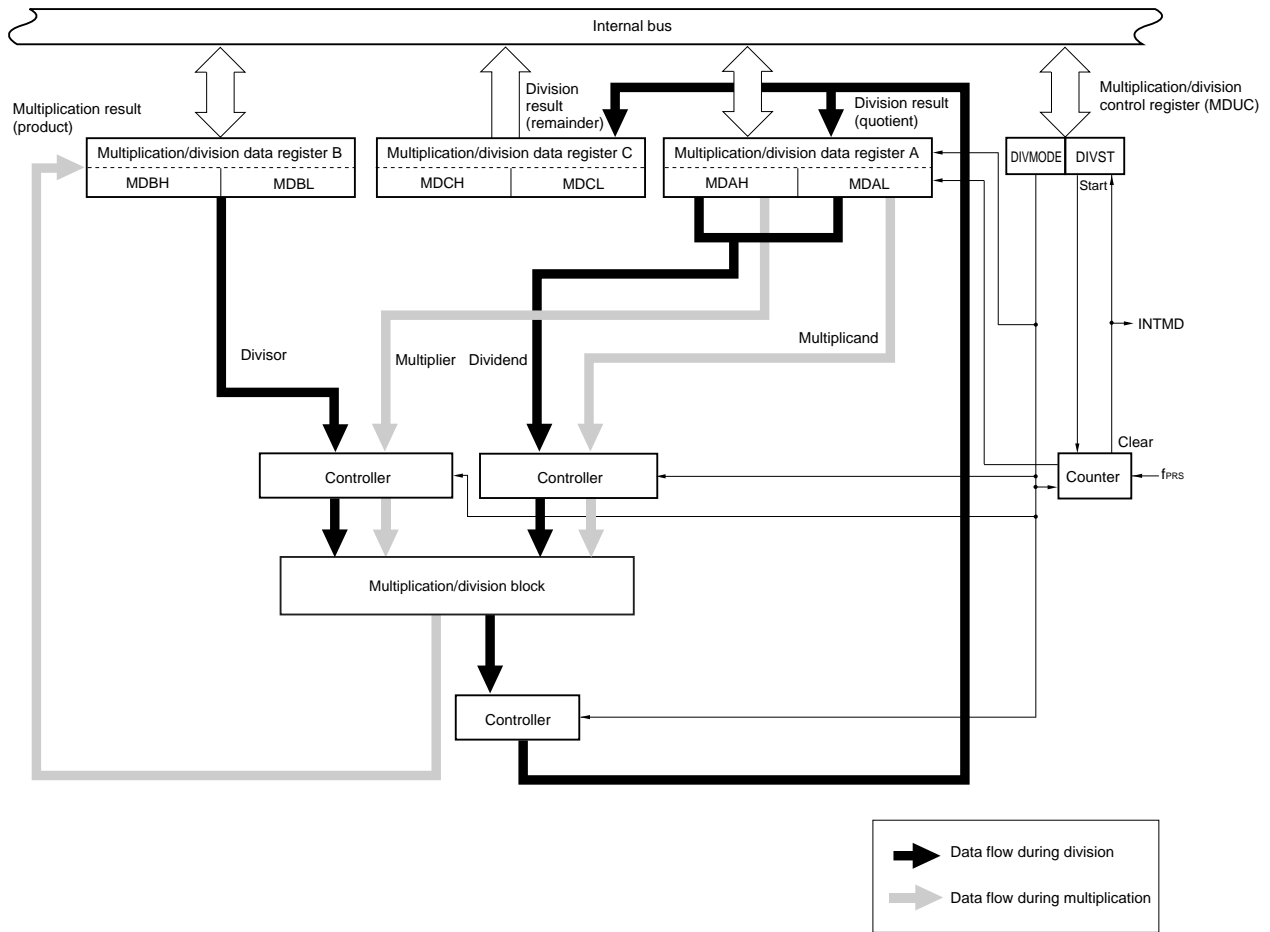 Internal bus
Multiplication result
(product)
Division
result
(remainder)
Division result
(quotient)
Multiplication/division
control register (MDUC)
Multiplication/division data register B
MDBH
MDBL
Multiplication/division data register C
MDCH
MDCL
Multiplication/division data register A
MDAH
MDAL
DIVMODE
DIVST
Start
INTMD
Divisor
Multiplier
Dividend
Multiplicand
Clear
Controller
Controller
Counter
fPRS
Multiplication/division block
Controller
Data flow during division
Data flow during multiplication